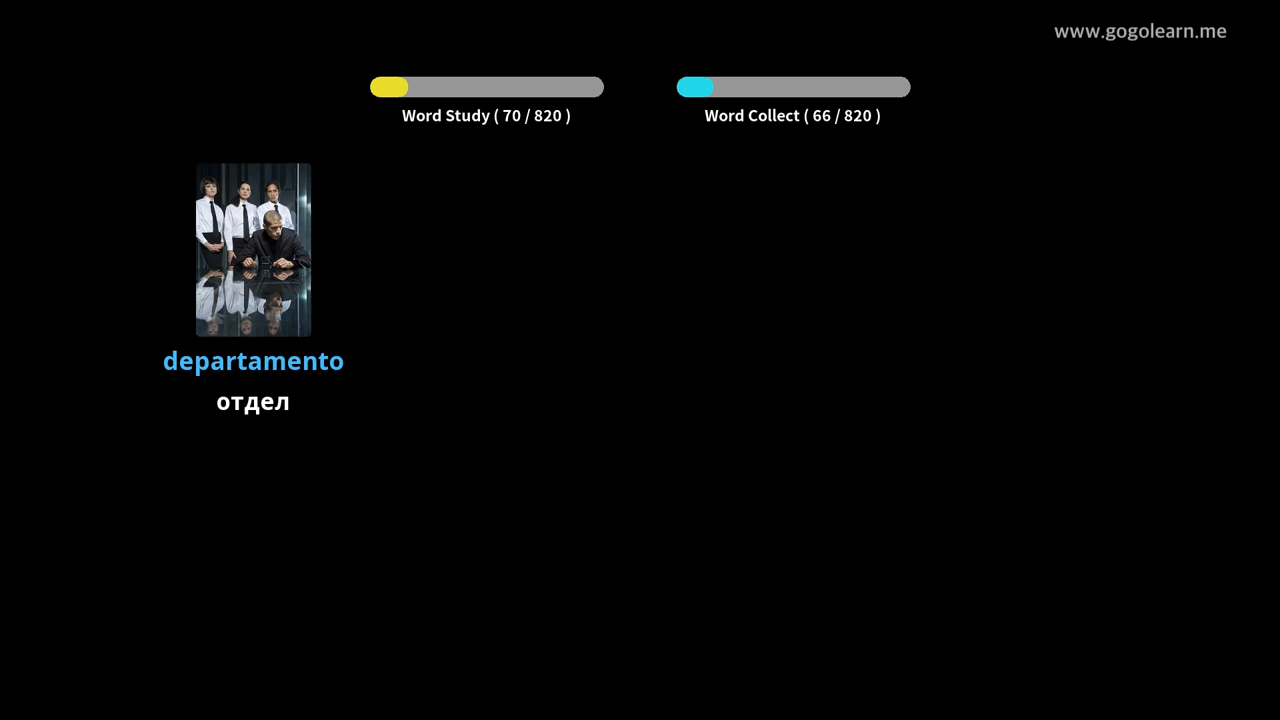 www.gogolearn.me
Word Study ( 70 / 820 )
Word Collect ( 66 / 820 )
departamento
отдел